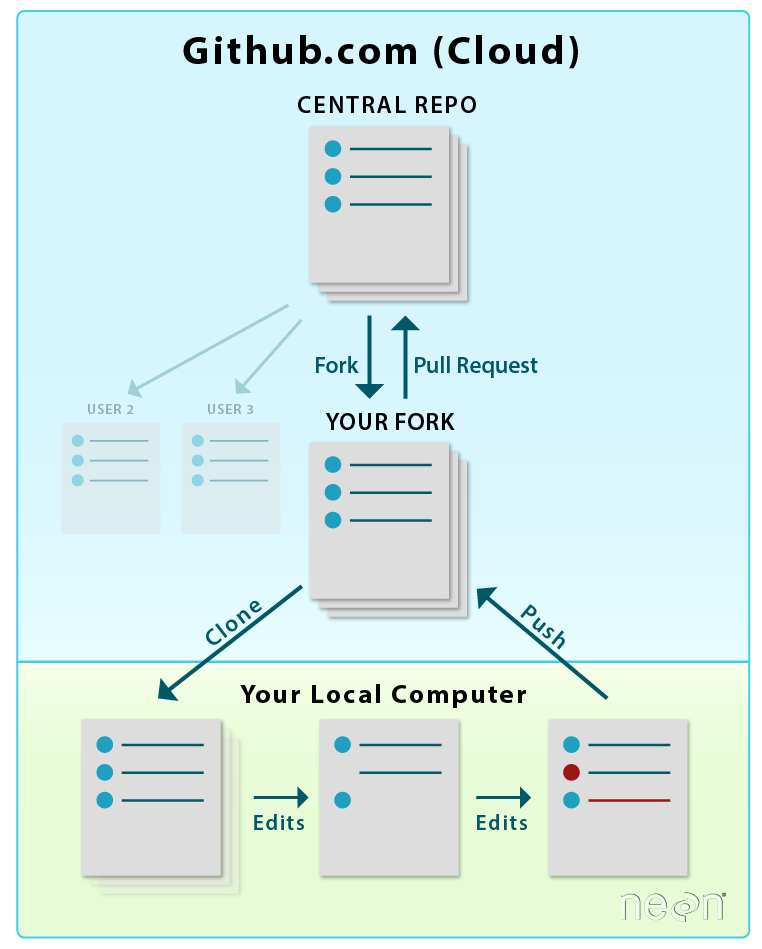 Github.com (Cloud)
CENTRAL REPO
Fork
Pull Request
USER 2
USER 3
YOUR FORK
Clone
Push
Your Local Computer
Edits
Edits
neon